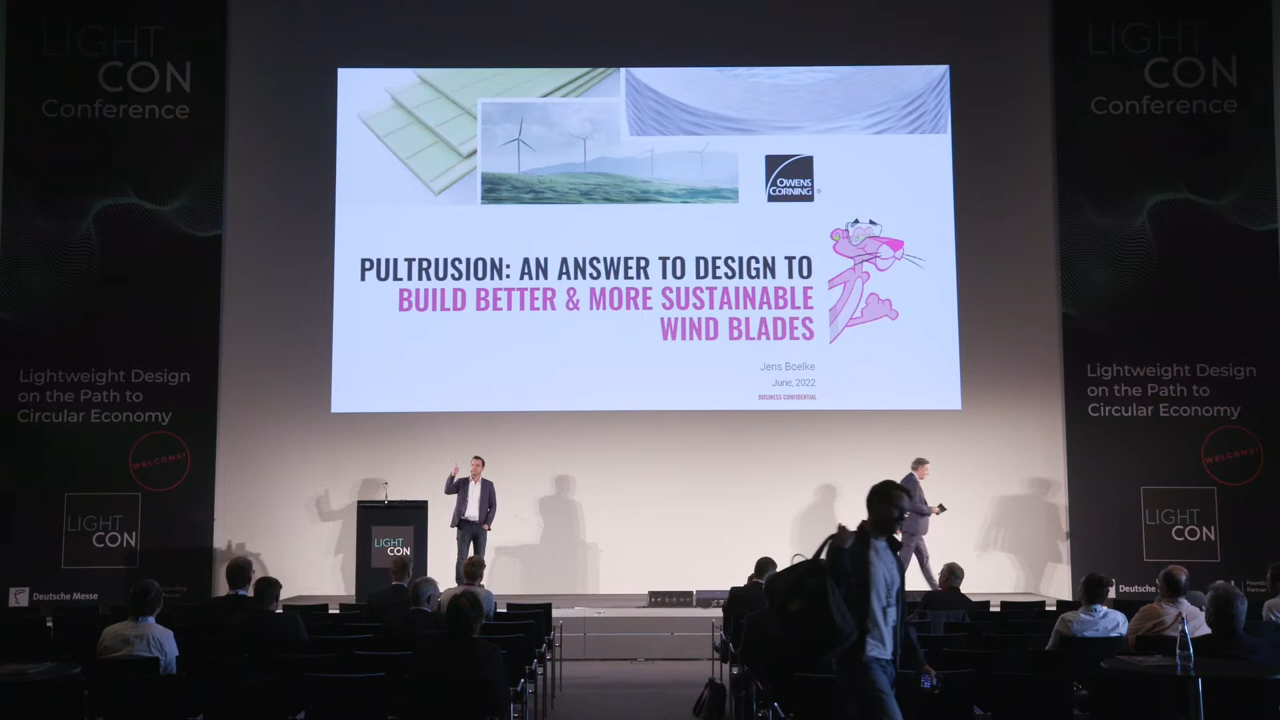 LIGHT
CON
Conference
Lightweight Design
on the Path to
Circular Economy
WELCOME!
LIGHT
CON
Deutsche Messe
OWENS
CORNING
PULTRUSION: AN ANSWER TO DESIGN TO
BUILD BETTER & MORE SUSTAINABLE
WIND BLADES
Jens Boelke
June, 2022
BUSINESS CONFIDENTIAL
LIGHT
CON
LIGHT
CON
Conference
Lightweight Design
on the Path to
Circular Economy
WELCOME!
LIGHT
CON
Deutsche Messe